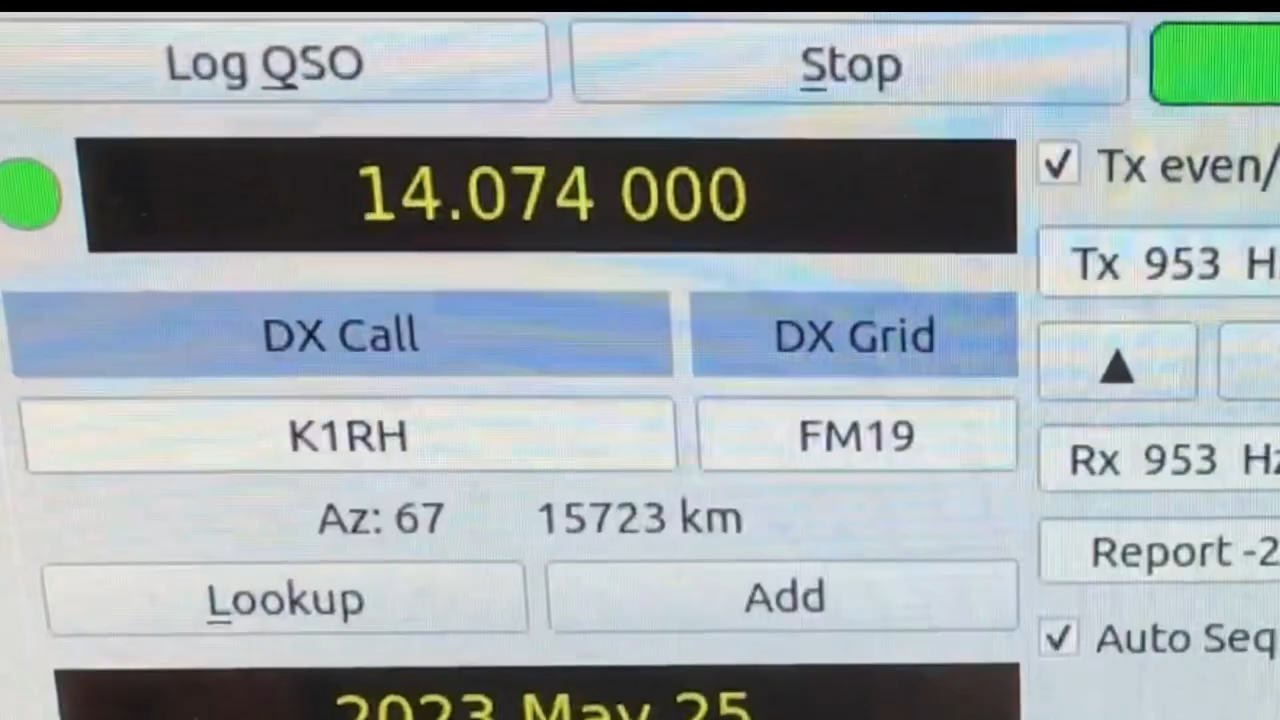 Log QSO Stop
14.074 000
Tx even/
Tx 953 H
DX Call DX Grid
▲
K1RH FM19
Rx 953 Hz
Az: 67 15723 km
Report -2
Lookup Add
Auto Seq
2023 May 25